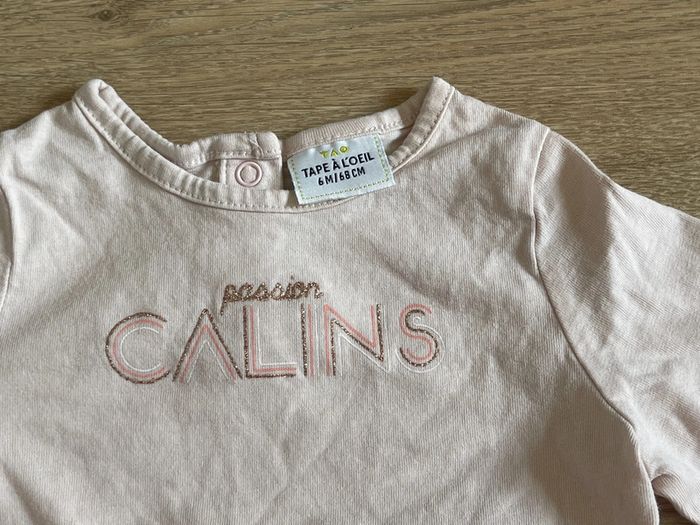 TAO
TAPE À L'OEIL
6M/68CM
passion
CALINS